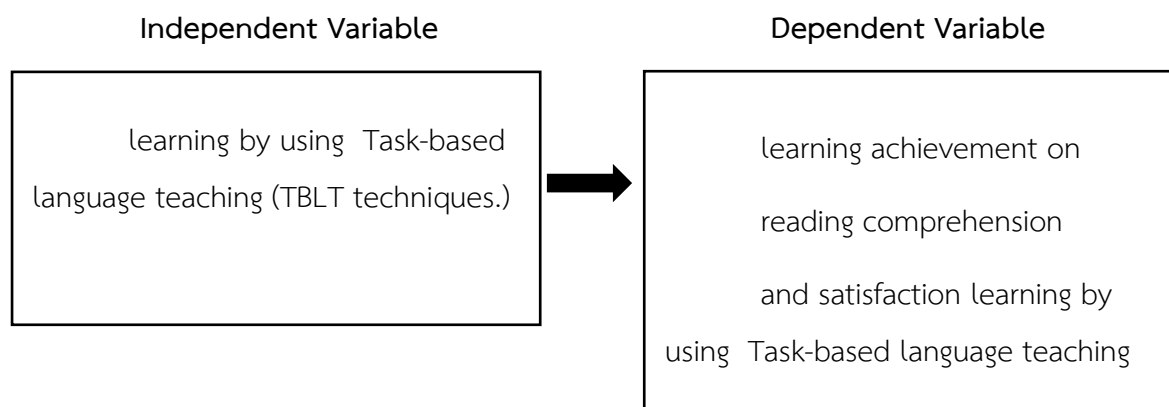 Independent Variable
learning by using Task-based
language teaching (TBLT techniques.)
Dependent Variable
learning achievement on
reading comprehension
and satisfaction learning by
using Task-based language teaching